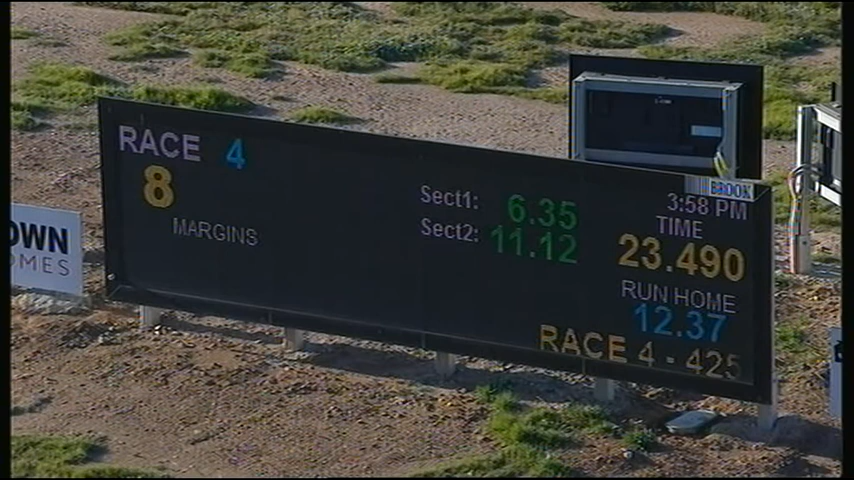 RACE 4
8
MARGINS
Sect1: 6.35
Sect2: 11.12
BROOK
3:58 PM
TIME
23.490
RUN HOME
12.37
RACE 4 - 425
OWN
OMES